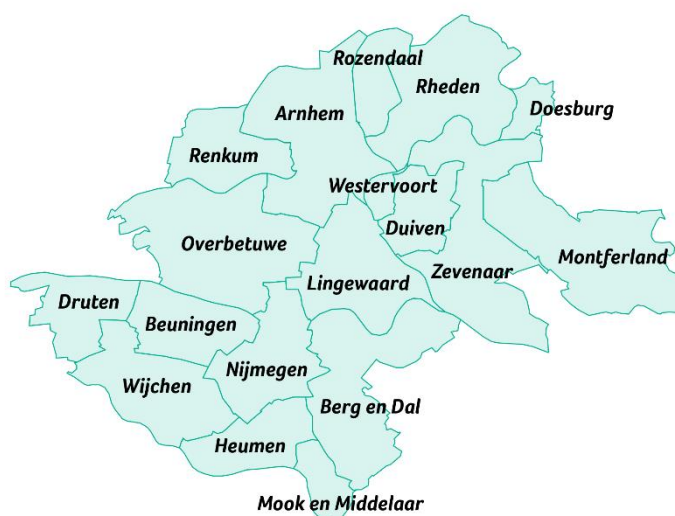 Rozendaal
Rheden
Doesburg
Arnhem
Renkum
Westervoort
Duiven
Overbetuwe
Montferland
Zevenaar
Lingewaard
Druten
Beuningen
Nijmegen
Wijchen
Berg en Dal
Heumen
Mook en Middelaar